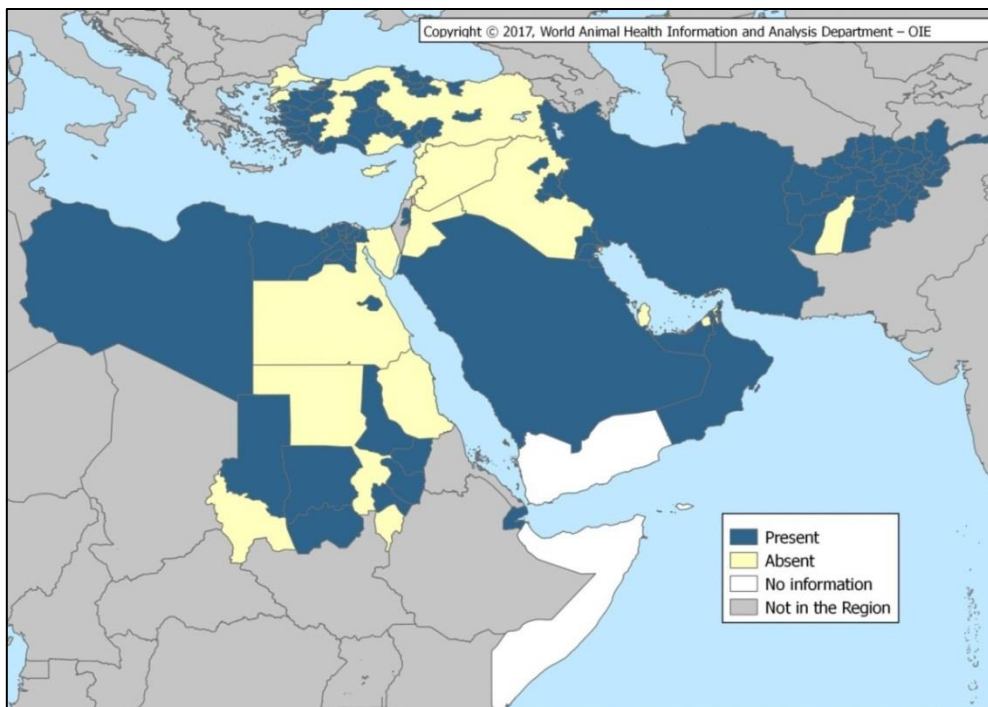 Copyright © 2017, World Animal Health Information and Analysis Department – OIE
Present
Absent
No information
Not in the Region